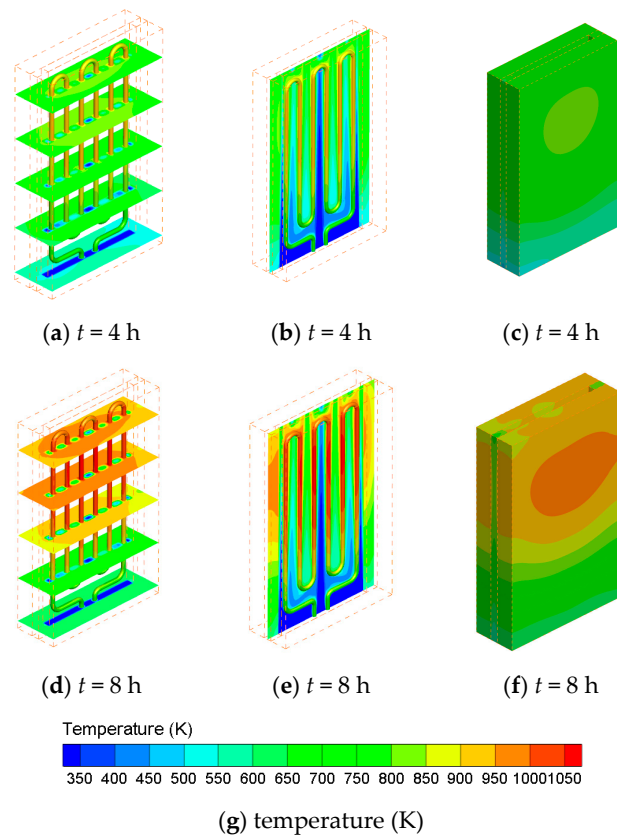 (a) t = 4 h
(b) t = 4 h
(c) t = 4 h
(d) t = 8 h
(e) t = 8 h
(f) t = 8 h
Temperature (K)
350 400 450 500 550 600 650 700 750 800 850 900 950 10001050
(g) temperature (K)